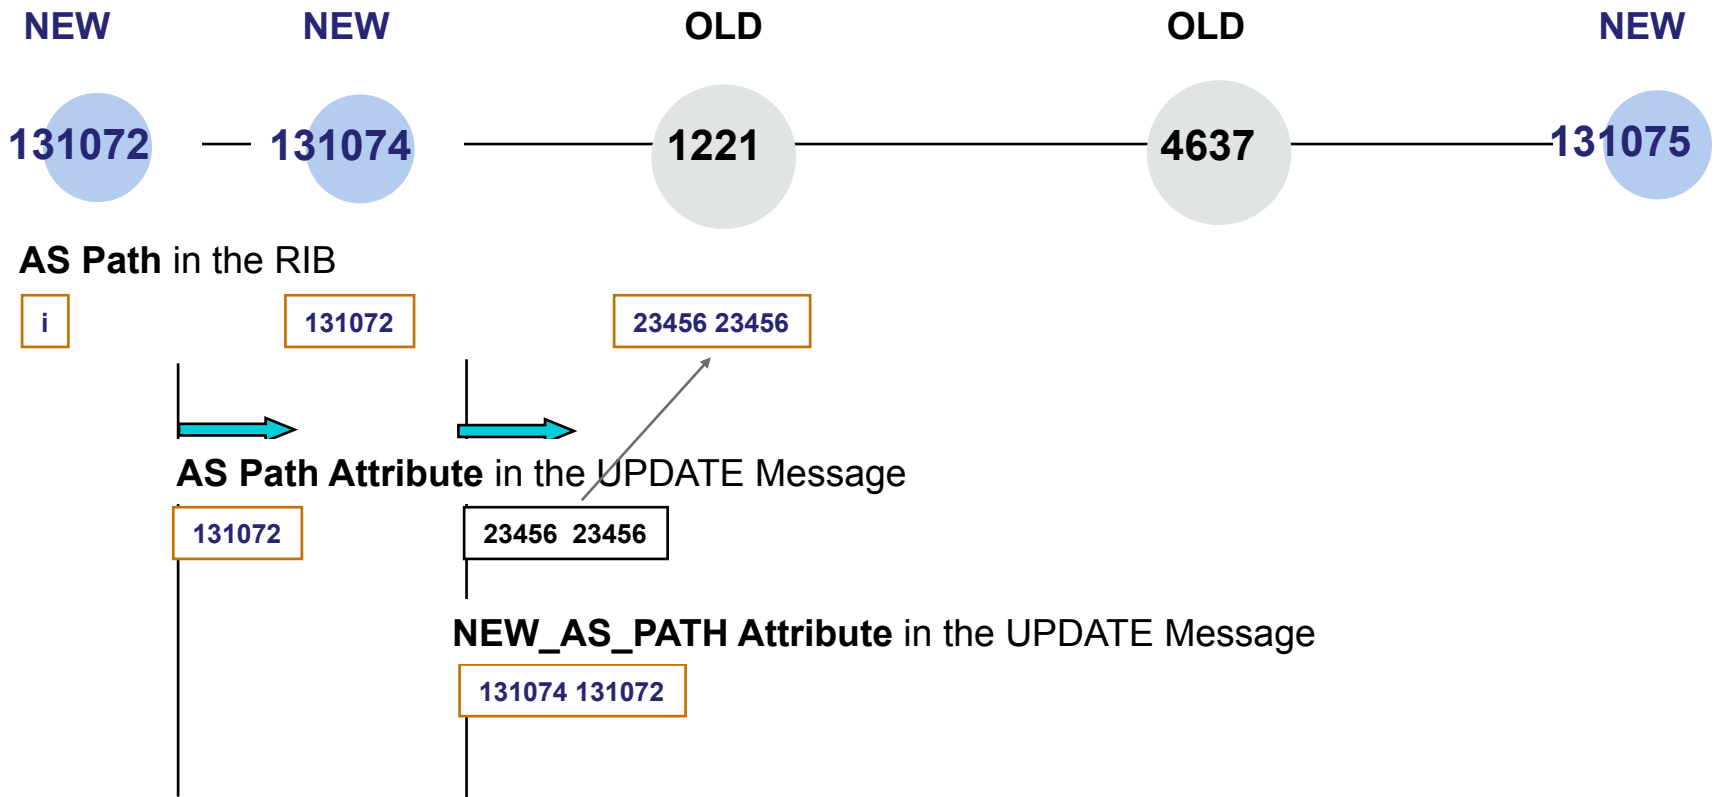 NEW NEW OLD OLD NEW
131072 131074 1221 4637 131075
AS Path in the RIB
i 131072 23456 23456
AS Path Attribute in the UPDATE Message
131072 23456 23456
NEW_AS_PATH Attribute in the UPDATE Message
131074 131072